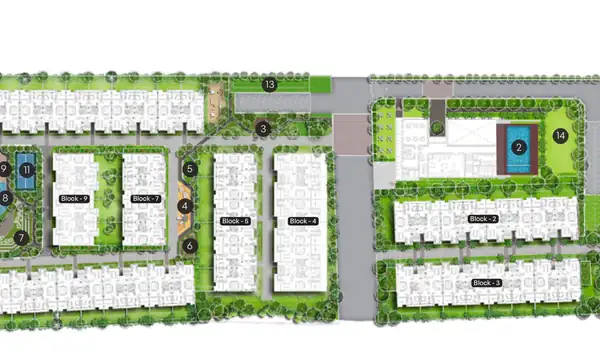 13
3
14
2
9
11
5
8
Block - 9
Block - 7
4
Block - 5
Block - 4
Block - 2
7
6
Block - 3